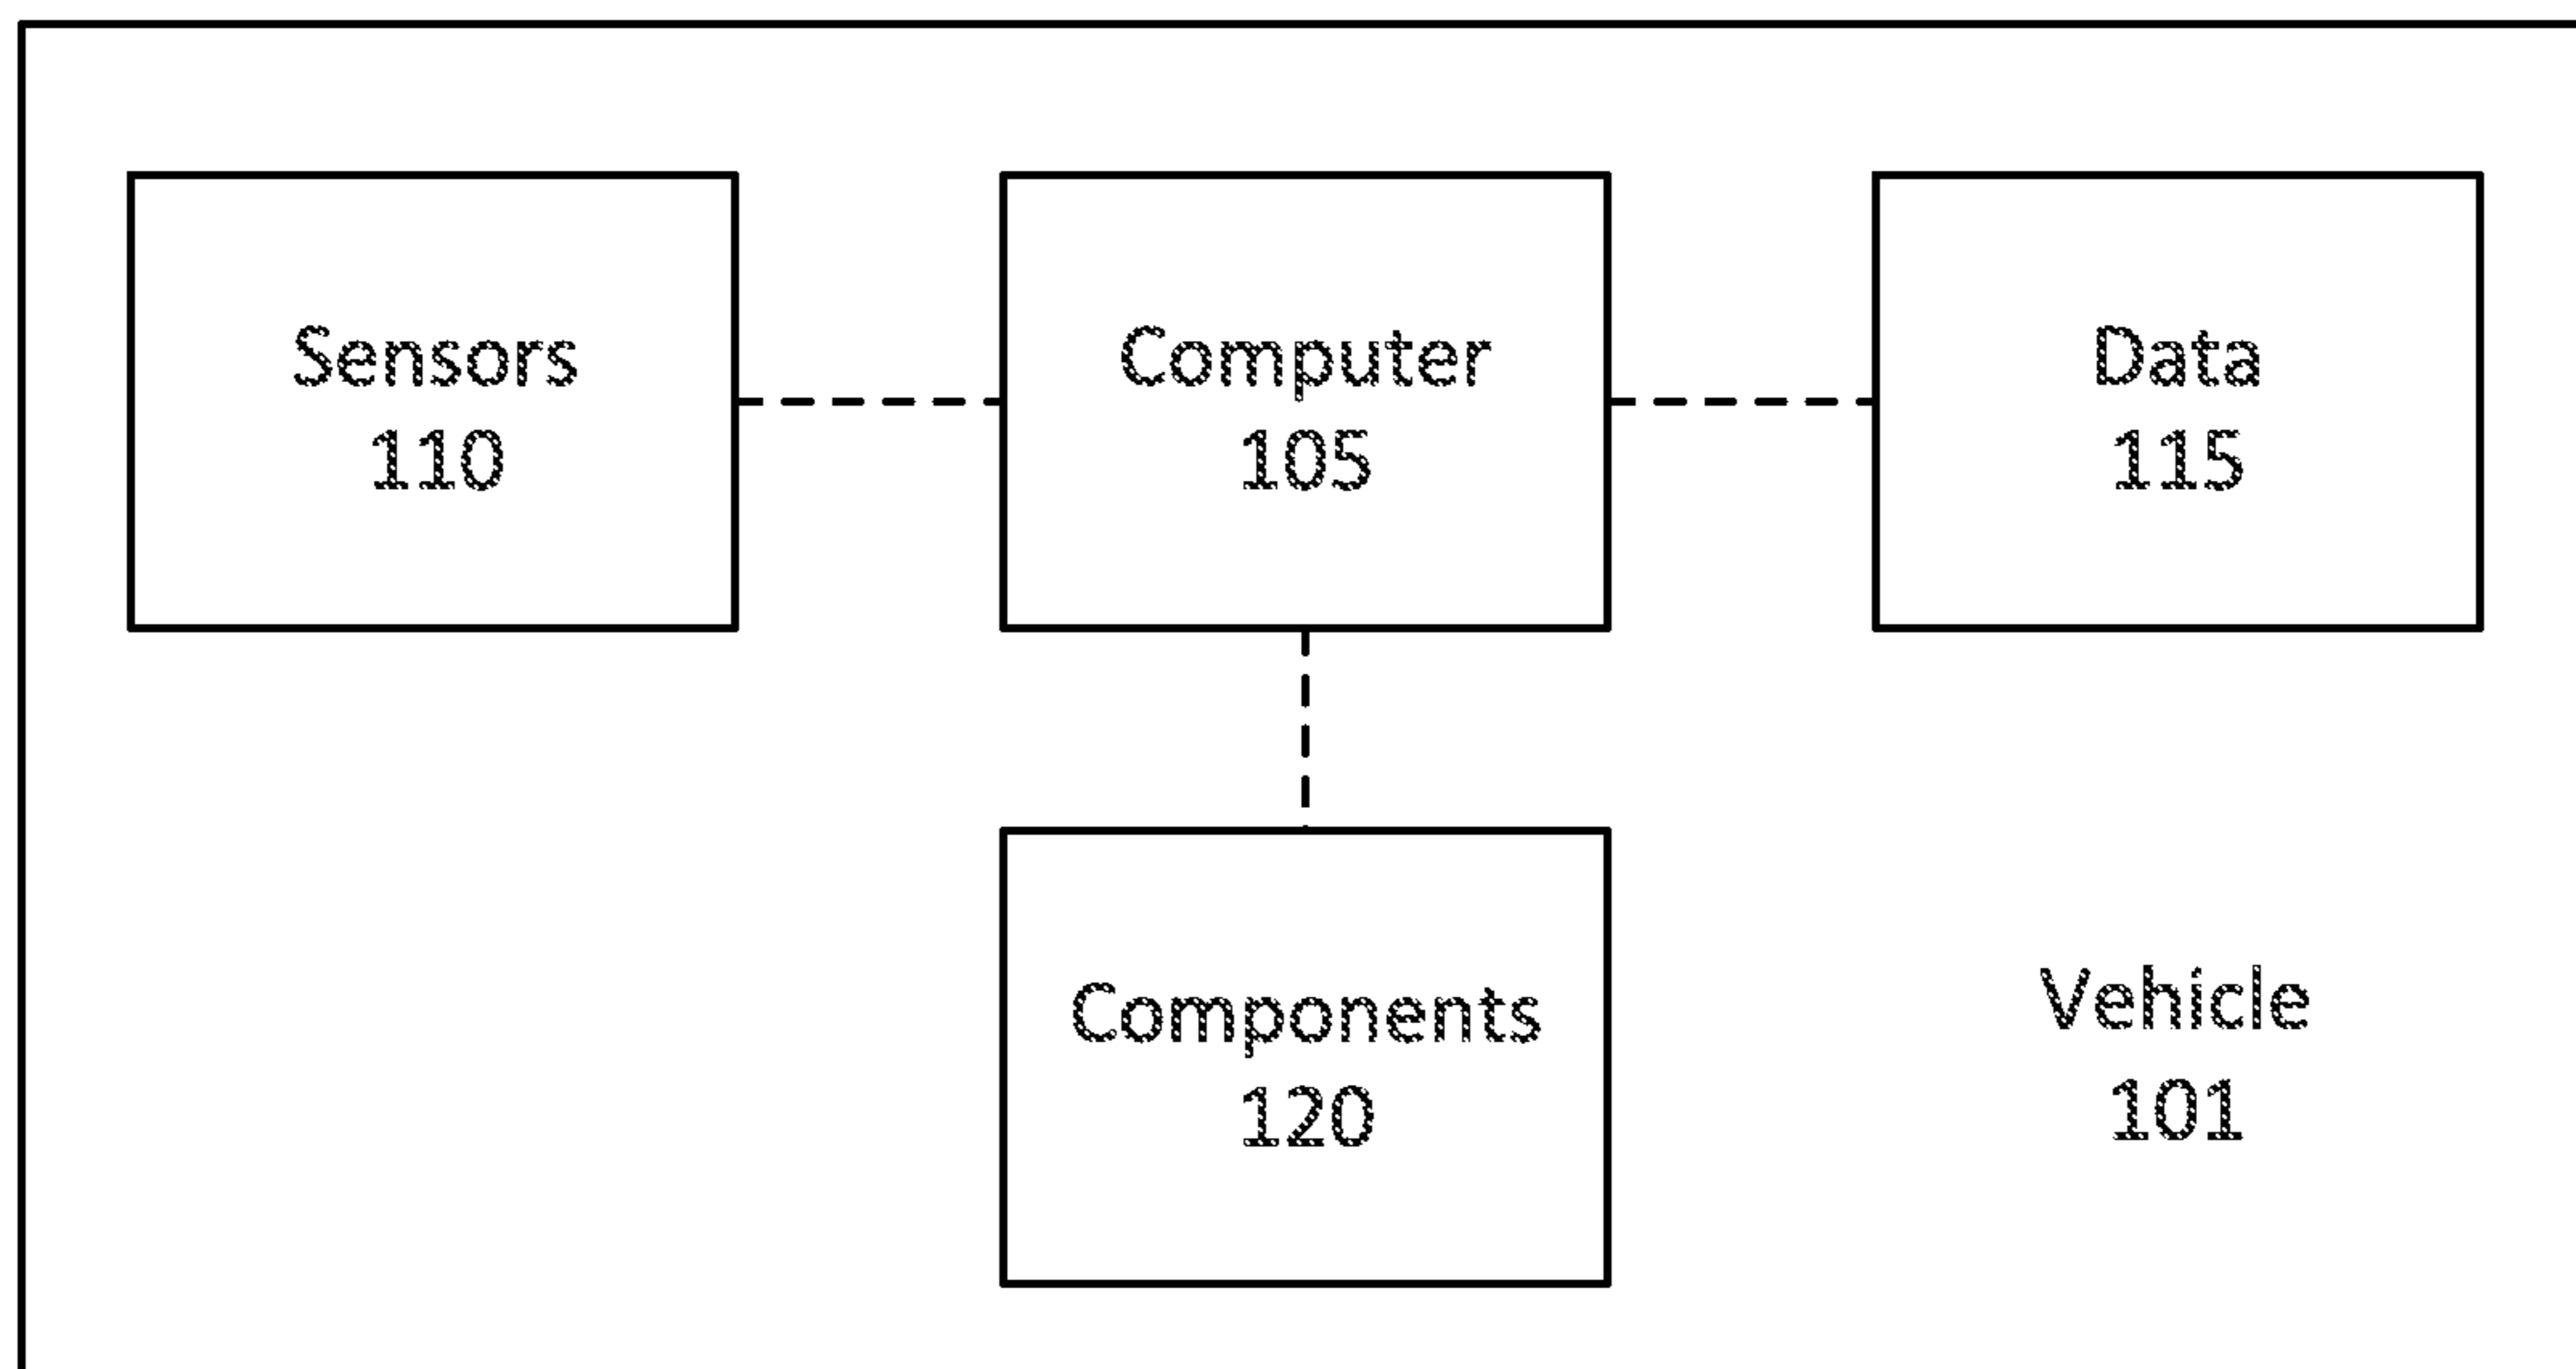 Sensors
110
Computer
105
Data
115
Components
120
Vehicle
101